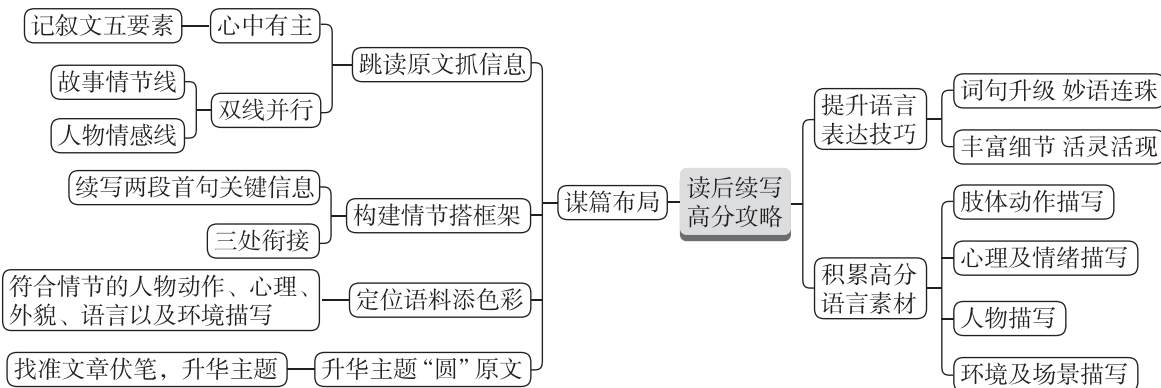 读后续写
高分攻略
谋篇布局
跳读原文抓信息
心中有主
记叙文五要素
双线并行
故事情节线
人物情感线
构建情节搭框架
续写两段首句关键信息
三处衔接
定位语料添色彩
符合情节的人物动作、心理、
外貌、语言以及环境描写
升华主题“圆”原文
找准文章伏笔，升华主题
提升语言
表达技巧
词句升级 妙语连珠
丰富细节 活灵活现
积累高分
语言素材
肢体动作描写
心理及情绪描写
人物描写
环境及场景描写